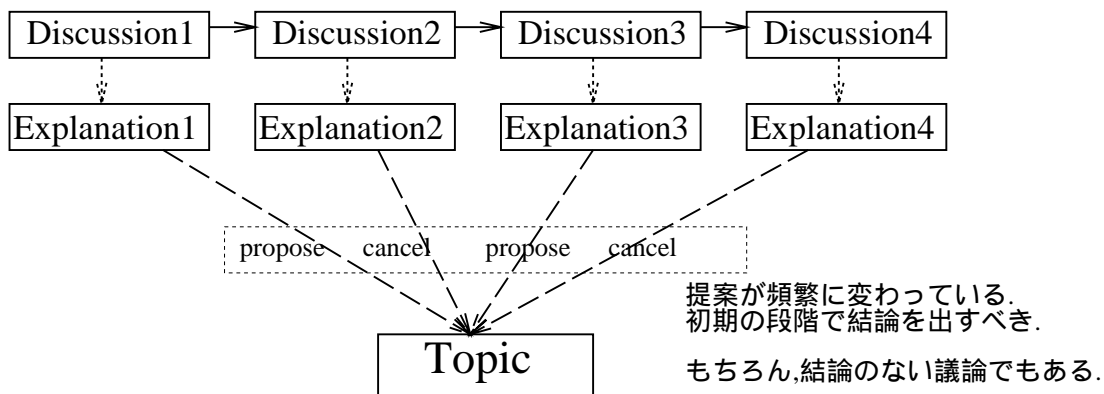 Discussion1 Discussion2 Discussion3 Discussion4
Explanation1 Explanation2 Explanation3 Explanation4
propose cancel propose cancel
提案が頻繁に変わっている.
初期の段階で結論を出すべき.
Topic
もちろん,結論のない議論でもある.